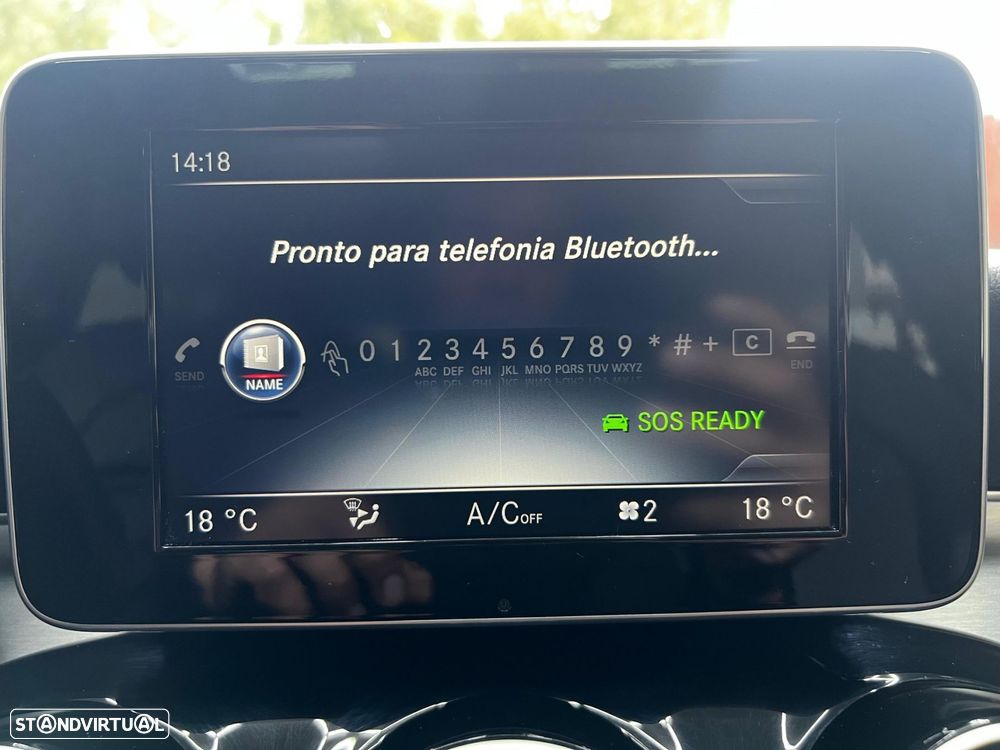 14:18
Pronto para telefonia Bluetooth...
SEND NAME 0 1 2 3 4 5 6 7 8 9 * # + C END
ABC DEF GHI JKL MNO PQRS TUV WXYZ
SOS READY
18 °C A/C OFF 2 18 °C
STANDVIRTUAL